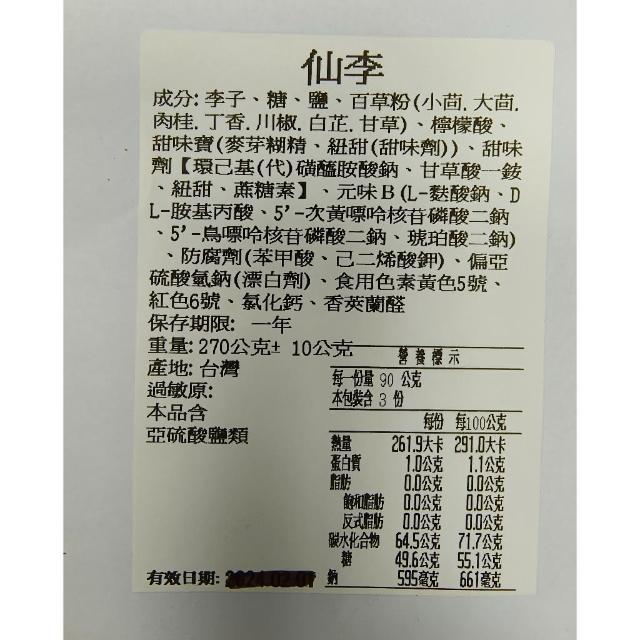 仙李
成分:李子、糖、鹽、百草粉(小茴.大茴.
肉桂.丁香.川椒.白芷.甘草)、檸檬酸、
甜味寶(麥芽糊精、紐甜(甜味劑))、甜味
劑【環己基(代)磺醯胺酸鈉、甘草酸一銨
、紐甜、蔗糖素】、元味B(L-麩酸鈉、D
L-胺基丙酸、5'-次黃嘌呤核苷磷酸二鈉
、5'-鳥嘌呤核苷磷酸二鈉、琥珀酸二鈉)
、防腐劑(苯甲酸、己二烯酸鉀)、偏亞
硫酸氫鈉(漂白劑)、食用色素黃色5號、
紅色6號、氯化鈣、香莢蘭醛
保存期限: 一年
重量:270公克± 10公克
產地:台灣
過敏原:
本品含
亞硫酸鹽類
營養標示
每一份量 90 公克
本包裝含 3 份
每份 每100公克
熱量 261.9大卡 291.0大卡
蛋白質 1.0公克 1.1公克
脂肪 0.0公克 0.0公克
飽和脂肪 0.0公克 0.0公克
反式脂肪 0.0公克 0.0公克
碳水化合物 64.5公克 71.7公克
糖 49.6公克 55.1公克
鈉 595毫克 661毫克
有效日期: 2024.02.01